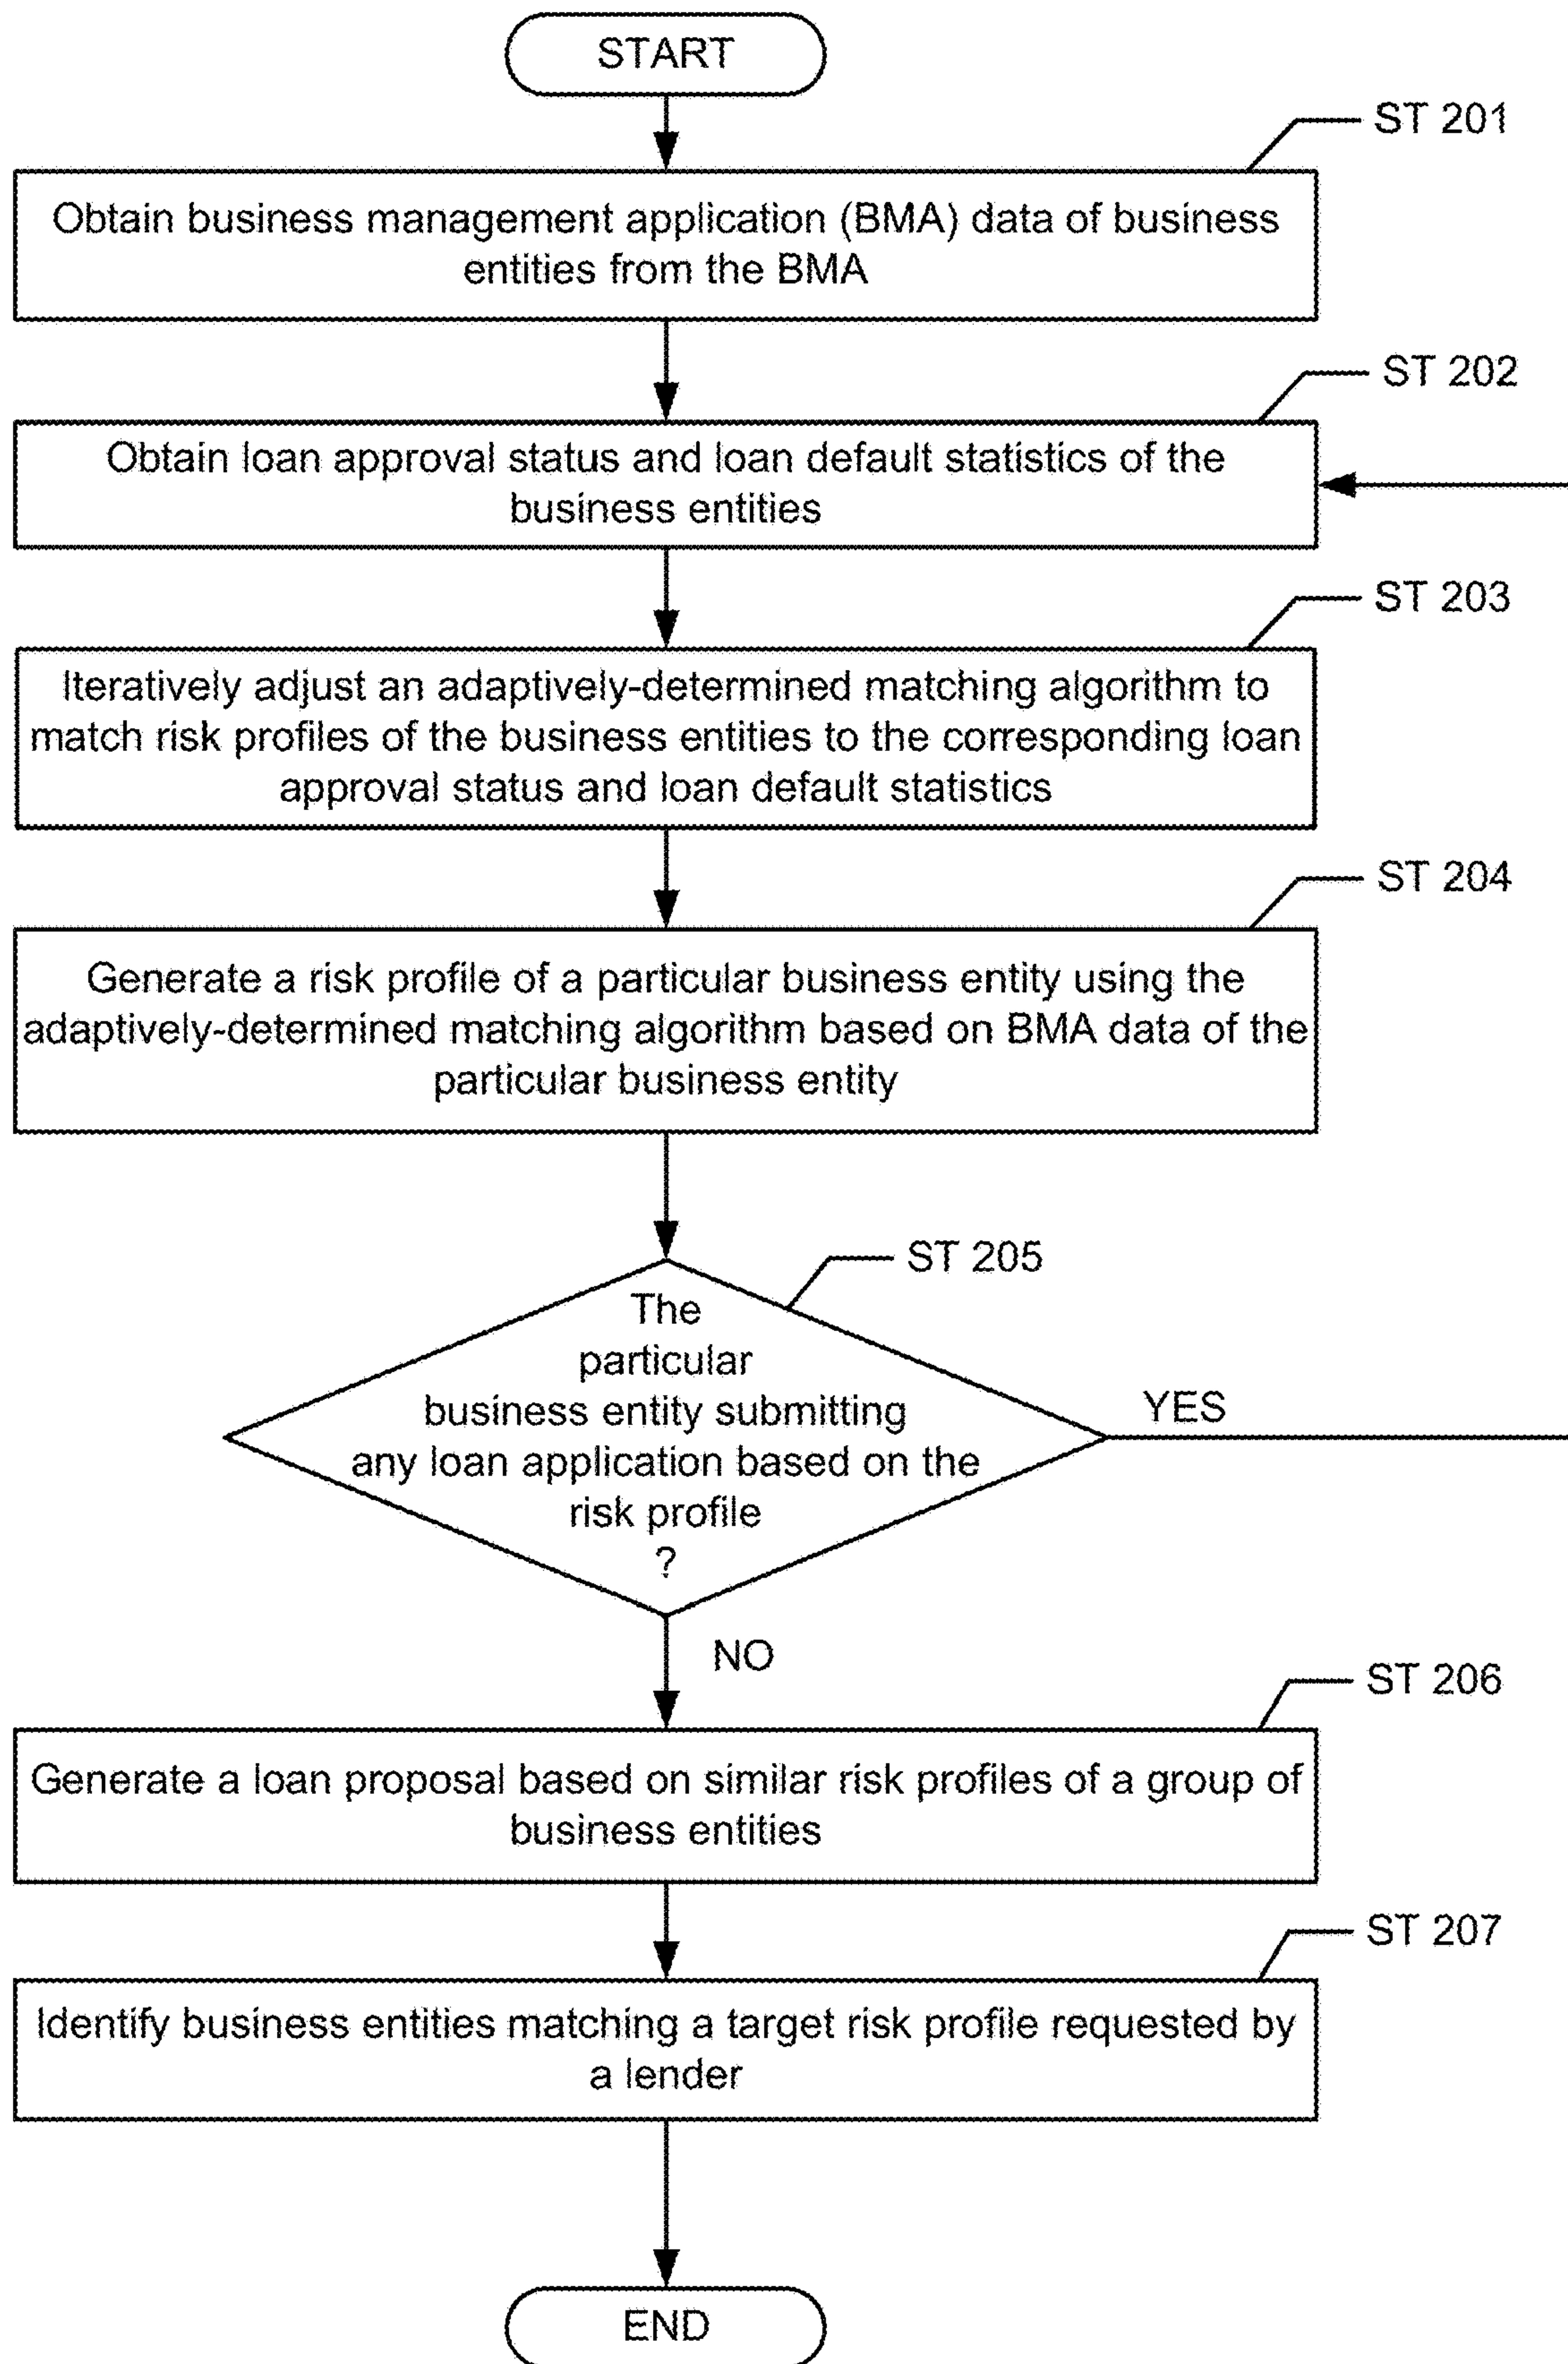 START
ST 201
Obtain business management application (BMA) data of business
entities from the BMA
ST 202
Obtain loan approval status and loan default statistics of the
business entities
ST 203
Iteratively adjust an adaptively-determined matching algorithm to
match risk profiles of the business entities to the corresponding loan
approval status and loan default statistics
ST 204
Generate a risk profile of a particular business entity using the
adaptively-determined matching algorithm based on BMA data of the
particular business entity
ST 205
The
particular
business entity submitting
any loan application based on the
risk profile
?
YES
NO
ST 206
Generate a loan proposal based on similar risk profiles of a group of
business entities
ST 207
Identify business entities matching a target risk profile requested by
a lender
END